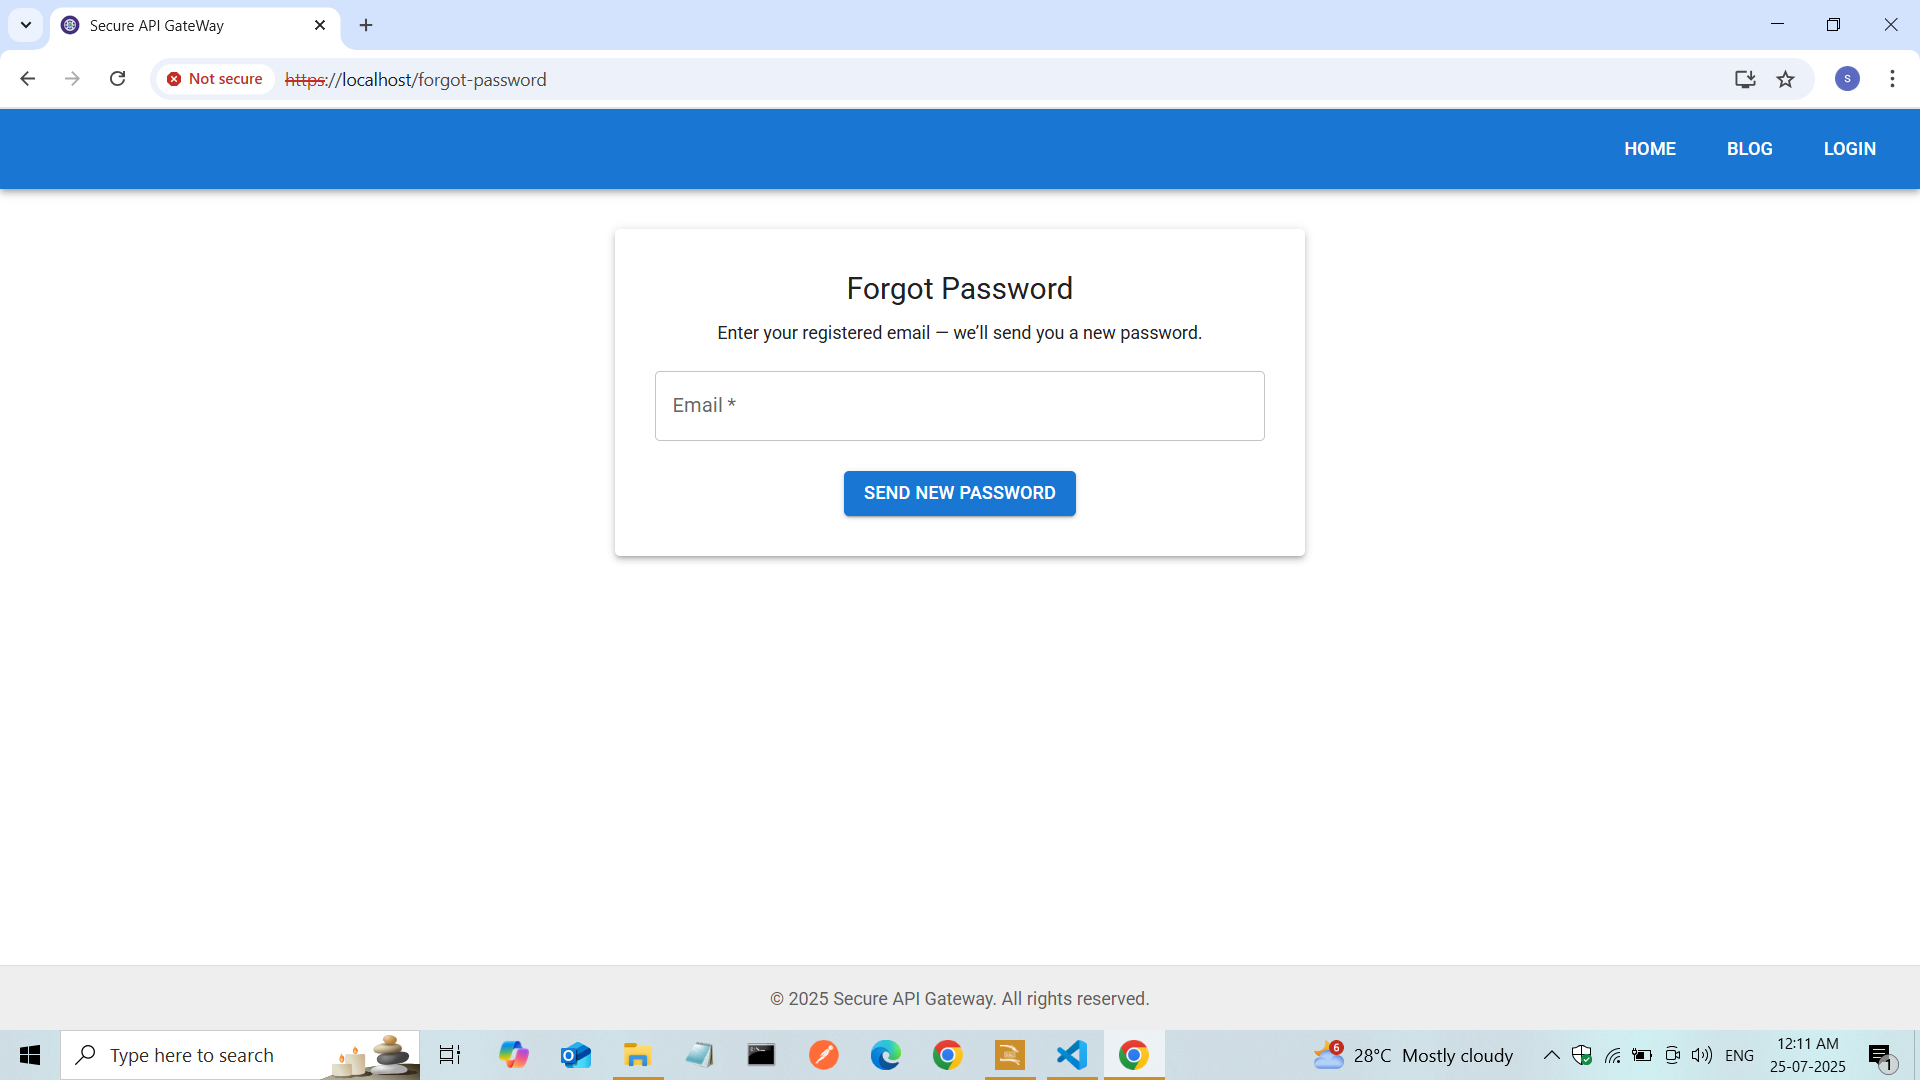 Secure API GateWay
Not secure
https://localhost/forgot-password
S
HOME
BLOG
LOGIN
Forgot Password
Enter your registered email — we’ll send you a new password.
Email *
SEND NEW PASSWORD
© 2025 Secure API Gateway. All rights reserved.
Type here to search
6
28°C Mostly cloudy
ENG
12:11 AM
25-07-2025
1